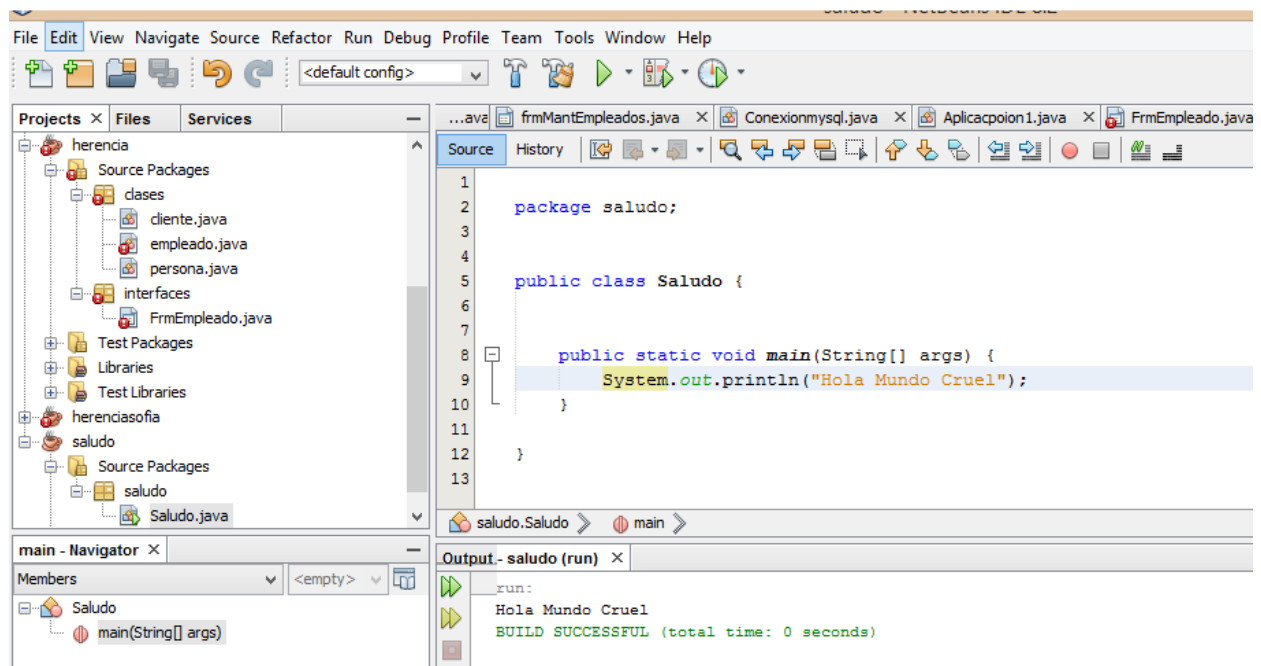 File Edit View Navigate Source Refactor Run Debug Profile Team Tools Window Help
<default config>
Projects Files Services
herencia
Source Packages
clases
cliente.java
empleado.java
persona.java
interfaces
FrmEmpleado.java
Test Packages
Libraries
Test Libraries
herenciasofia
saludo
Source Packages
saludo
Saludo.java
main - Navigator
Members <empty>
Saludo
main(String[] args)
...ava frmMantEmpleados.java Conexionmysql.java Aplicacpoion1.java FrmEmpleado.java
Source History
1
2 package saludo;
3
4
5 public class Saludo {
6
7
8 public static void main(String[] args) {
9 System.out.println("Hola Mundo Cruel");
10 }
11
12 }
13
saludo.Saludo main
Output - saludo (run)
run:
Hola Mundo Cruel
BUILD SUCCESSFUL (total time: 0 seconds)